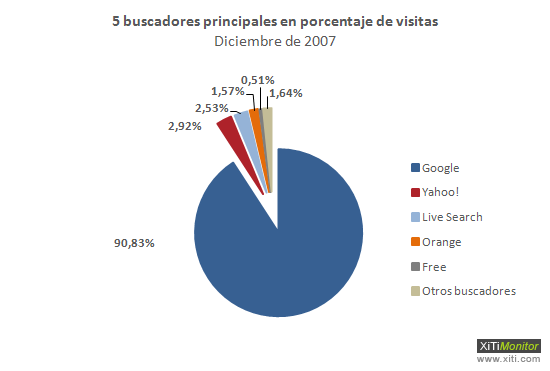 5 buscadores principales en porcentaje de visitas
Diciembre de 2007
0,51%
1,57%
1,64%
2,53%
2,92%
90,83%
Google
Yahoo!
Live Search
Orange
Free
Otros buscadores
XiTiMonitor
www.xiti.com